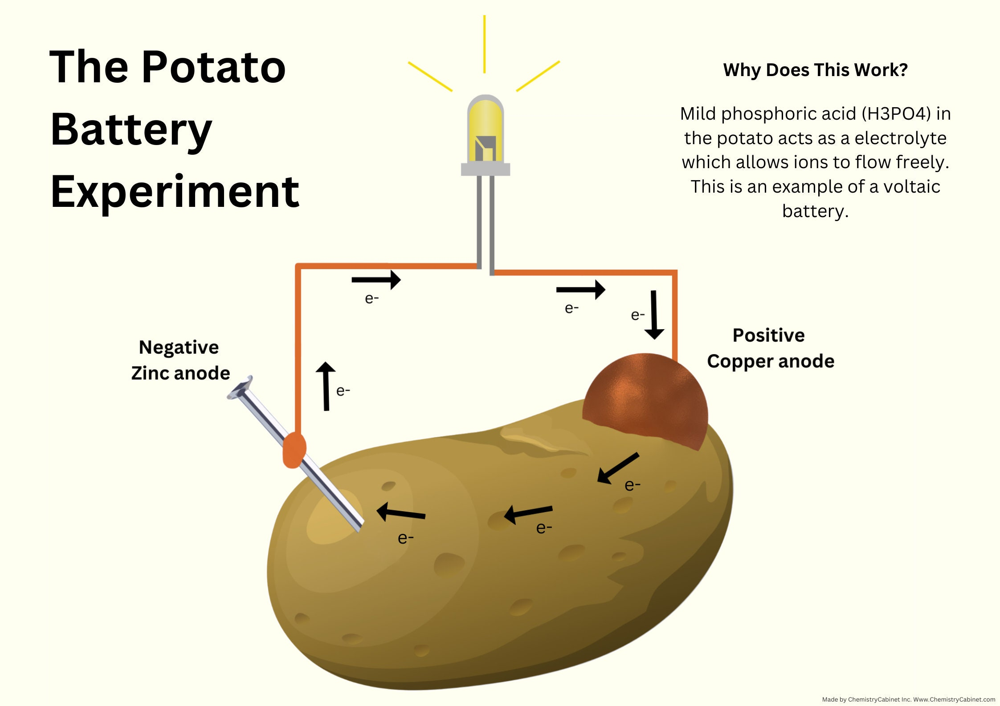 The Potato
Battery
Experiment
Why Does This Work?
Mild phosphoric acid (H3PO4) in
the potato acts as a electrolyte
which allows ions to flow freely.
This is an example of a voltaic
battery.
e-
e-
e-
Negative
Zinc anode
e-
Positive
Copper anode
e-
e-
e-
Made by ChemistryCabinet Inc. Www.ChemistryCabinet.com